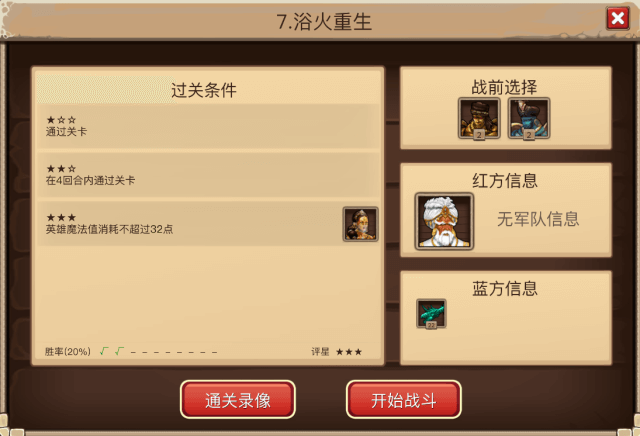 7.浴火重生
过关条件
★☆☆
通过关卡
★★☆
在4回合内通过关卡
★★★
英雄魔法值消耗不超过32点
胜率(20%) √ √ - - - - - - - -
评星 ★★★
战前选择
2
2
红方信息
无军队信息
蓝方信息
通关录像
开始战斗